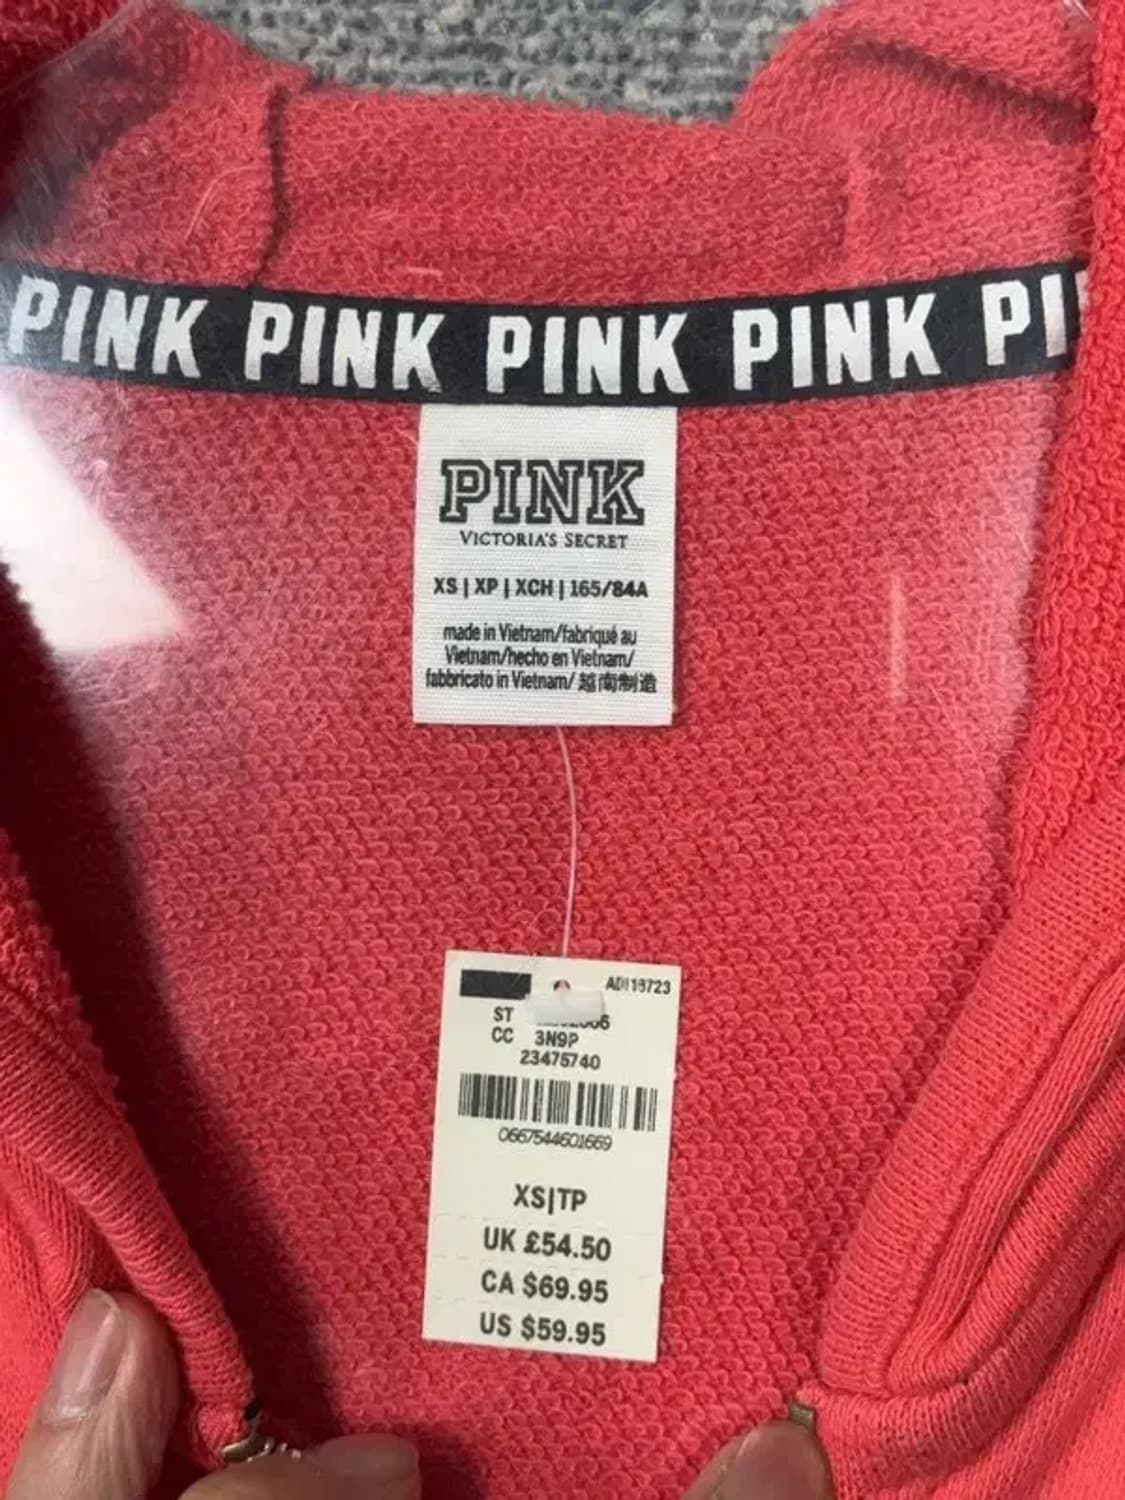 PINK PINK PINK PINK
PINK
VICTORIA'S SECRET
XS | XP | XCH | 165/84A
made in Vietnam/fabriqué au
Vietnam/hecho en Vietnam/
fabbricato in Vietnam/ 越南制造
ST
CC 3N9P
23475740
0667544601669
XS|TP
UK £54.50
CA $69.95
US $59.95